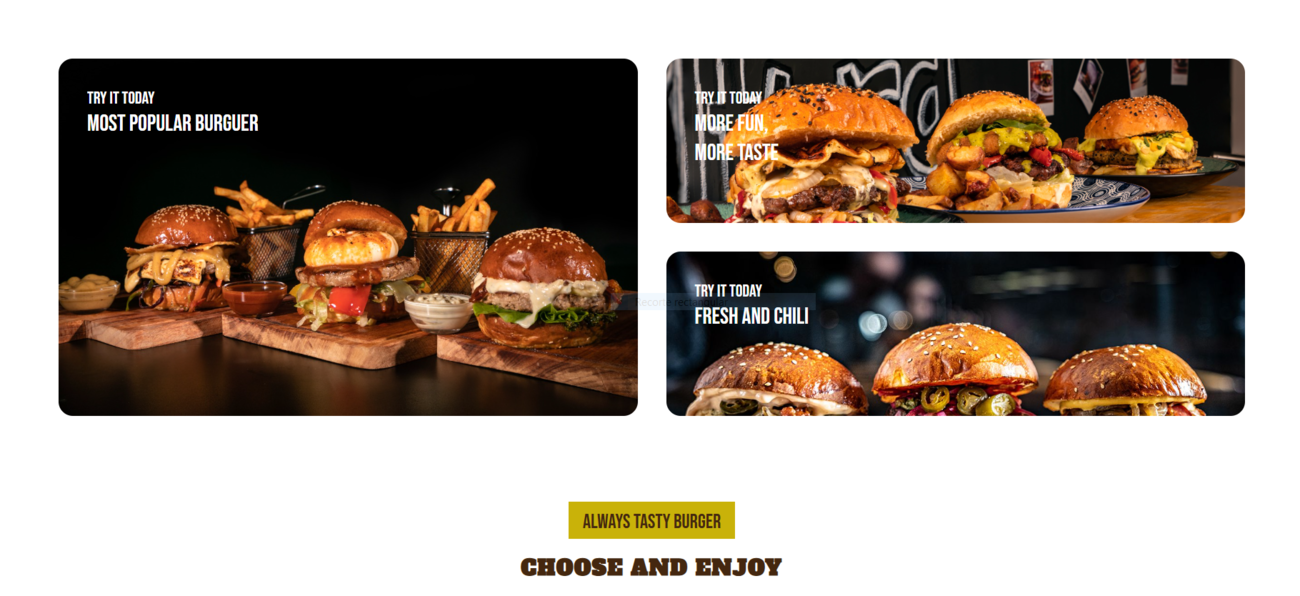 TRY IT TODAY
MOST POPULAR BURGUER
TRY IT TODAY
MORE FUN,
MORE TASTE
TRY IT TODAY
FRESH AND CHILI
ALWAYS TASTY BURGER
CHOOSE AND ENJOY